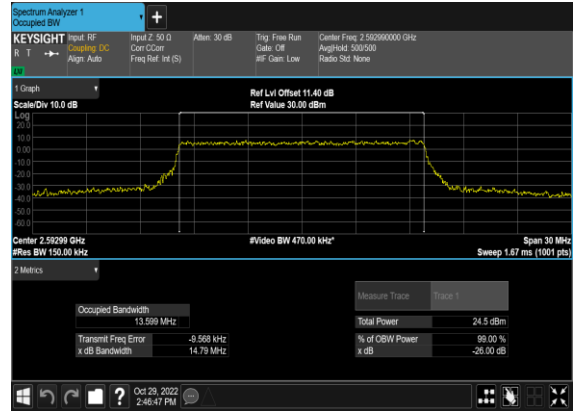 Spectrum Analyzer 1
Occupied BW
+
KEYSIGHT Input: RF Input Z: 50 Ω Atten: 30 dB Trig: Free Run Center Freq: 2.592990000 GHz
R T Coupling: DC Corr CCorr Gate: Off Avg|Hold: 500/500
Align: Auto Freq Ref: Int (S) #IF Gain: Low Radio Std: None
1 Graph
Ref Lvl Offset 11.40 dB
Scale/Div 10.0 dB Ref Value 30.00 dBm
Log
20.0
10.0
0.00
-10.0
-20.0
-30.0
-40.0
-50.0
-60.0
Center 2.59299 GHz #Video BW 470.00 kHz* Span 30 MHz
#Res BW 150.00 kHz Sweep 1.67 ms (1001 pts)
2 Metrics
Measure Trace Trace 1
Occupied Bandwidth
13.599 MHz Total Power 24.5 dBm
Transmit Freq Error -9.568 kHz % of OBW Power 99.00 %
x dB Bandwidth 14.79 MHz x dB -26.00 dB
? Oct 29, 2022
2:46:47 PM